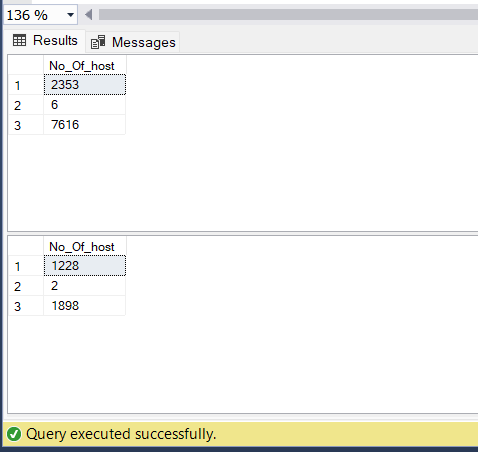 136 %
Results Messages
No_Of_host
1 2353
2 6
3 7616
No_Of_host
1 1228
2 2
3 1898
Query executed successfully.